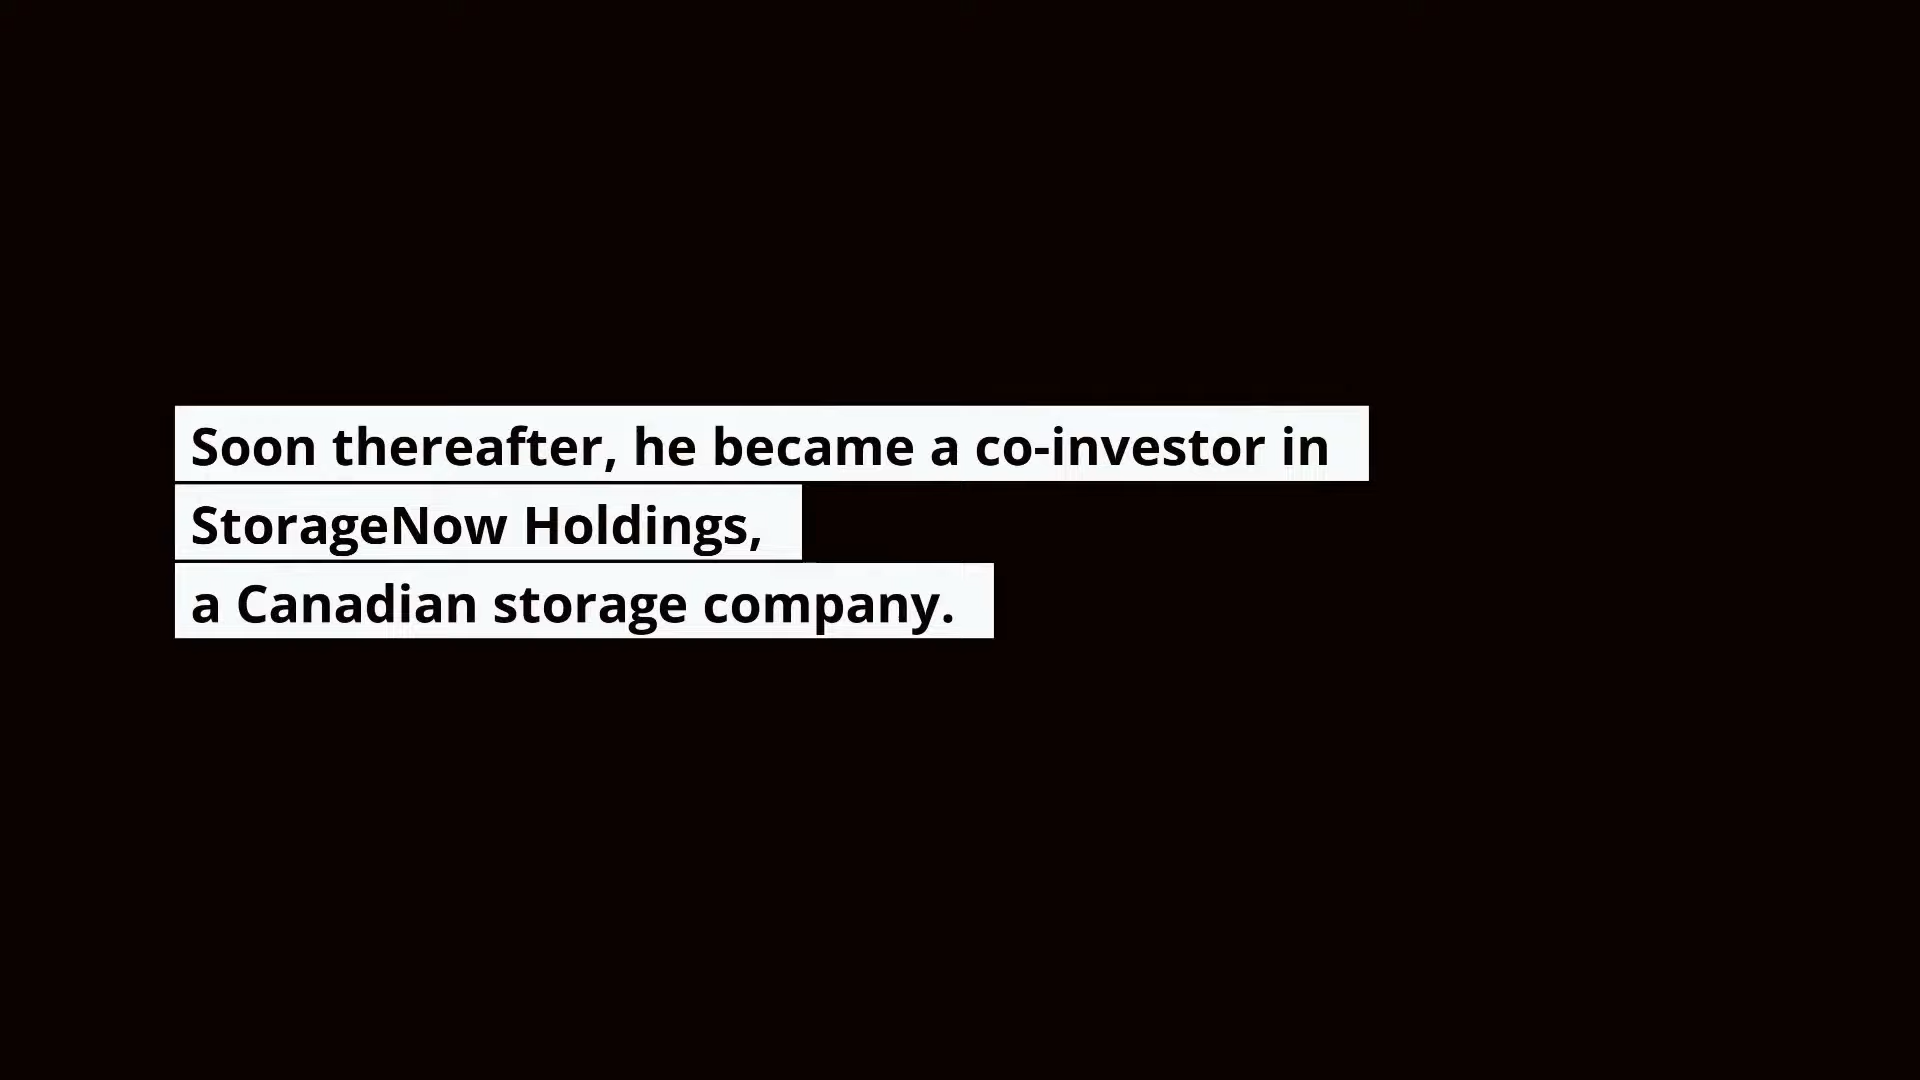 Soon thereafter, he became a co-investor in
StorageNow Holdings,
a Canadian storage company.